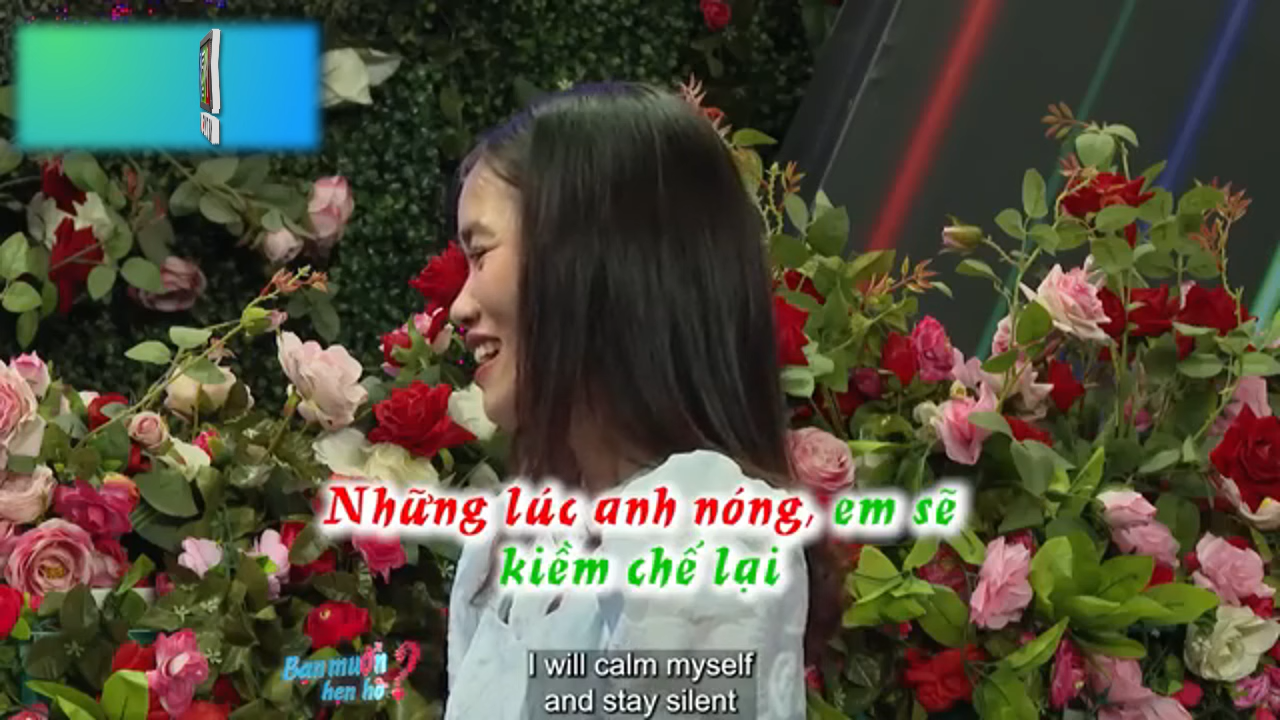 Những lúc anh nóng, em sẽ
kiềm chế lại
Bạn muốn
hẹn hò?
I will calm myself
and stay silent